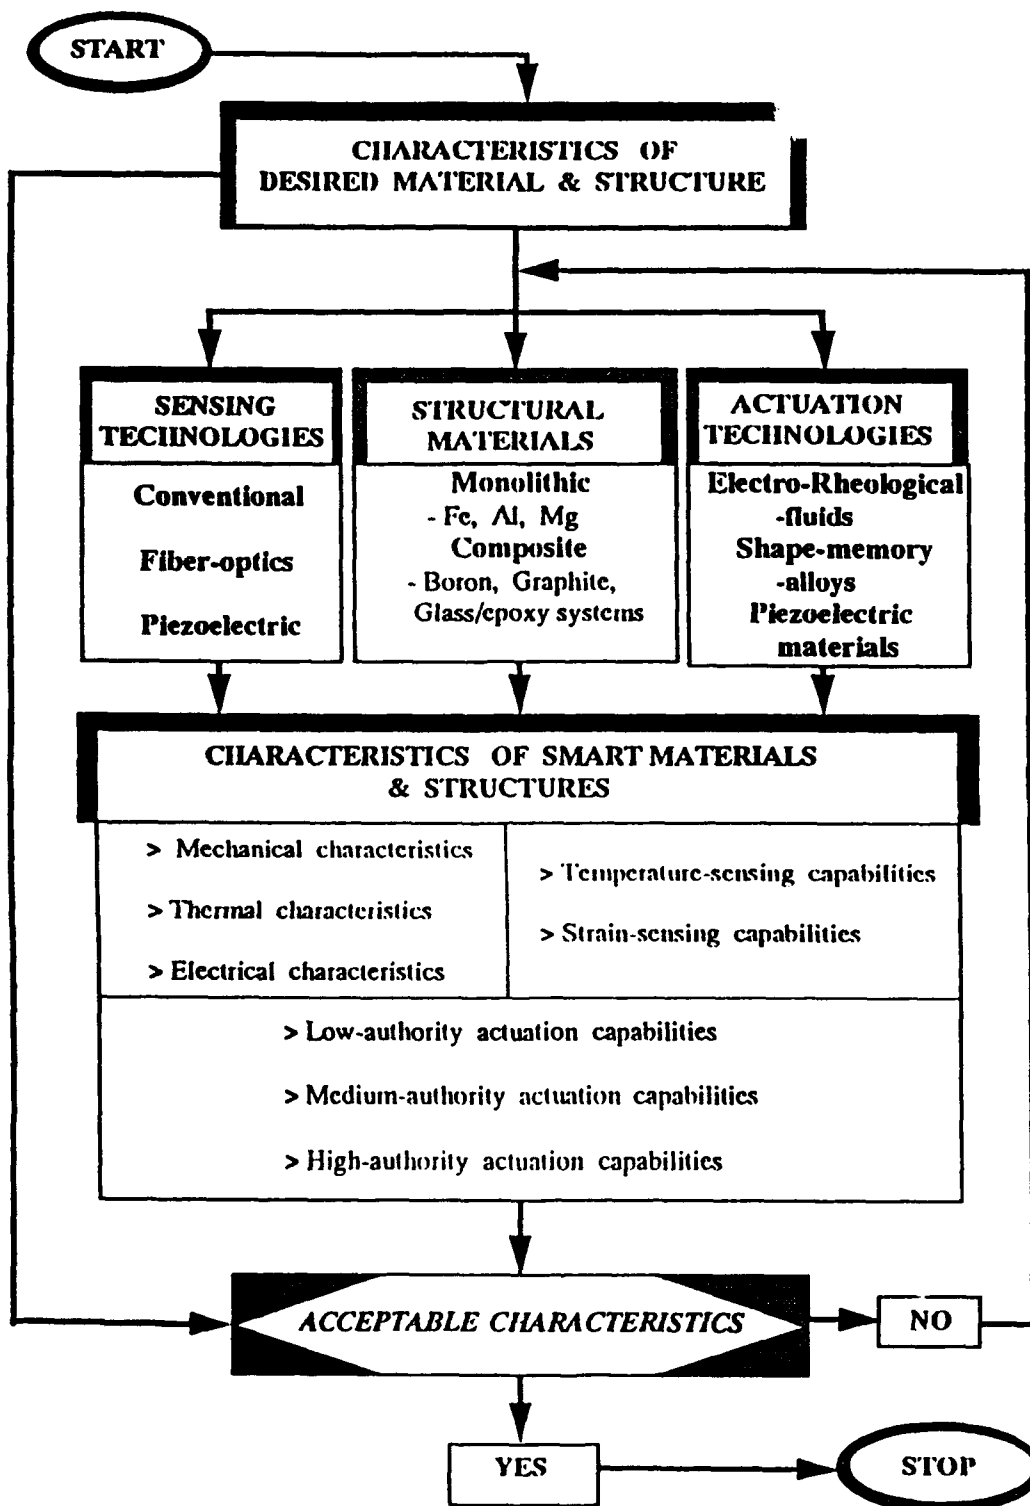 START
CHARACTERISTICS OF
DESIRED MATERIAL & STRUCTURE
SENSING
TECHNOLOGIES
Conventional
Fiber-optics
Piezoelectric
STRUCTURAL
MATERIALS
Monolithic
- Fe, Al, Mg
Composite
- Boron, Graphite,
Glass/epoxy systems
ACTUATION
TECHNOLOGIES
Electro-Rheological
-fluids
Shape-memory
-alloys
Piezoelectric
materials
CHARACTERISTICS OF SMART MATERIALS
& STRUCTURES
> Mechanical characteristics
> Thermal characteristics
> Electrical characteristics
> Temperature-sensing capabilities
> Strain-sensing capabilities
> Low-authority actuation capabilities
> Medium-authority actuation capabilities
> High-authority actuation capabilities
ACCEPTABLE CHARACTERISTICS
NO
YES
STOP